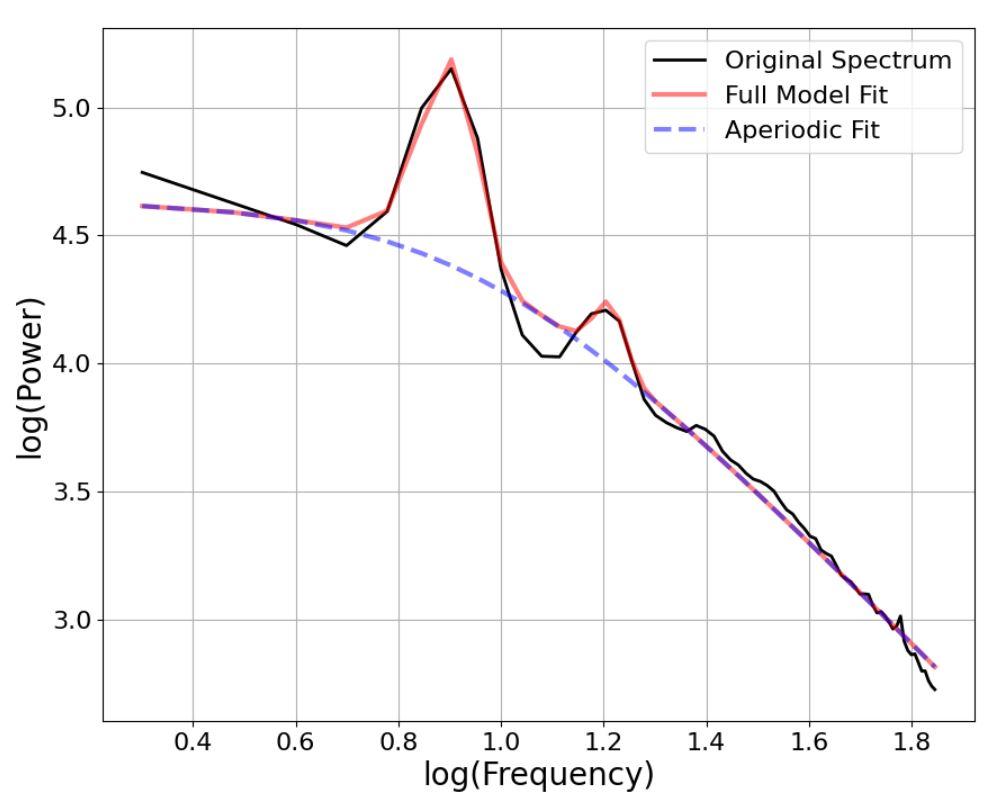 Original Spectrum
Full Model Fit
Aperiodic Fit
log(Power)
5.0
4.5
4.0
3.5
3.0
0.4 0.6 0.8 1.0 1.2 1.4 1.6 1.8
log(Frequency)